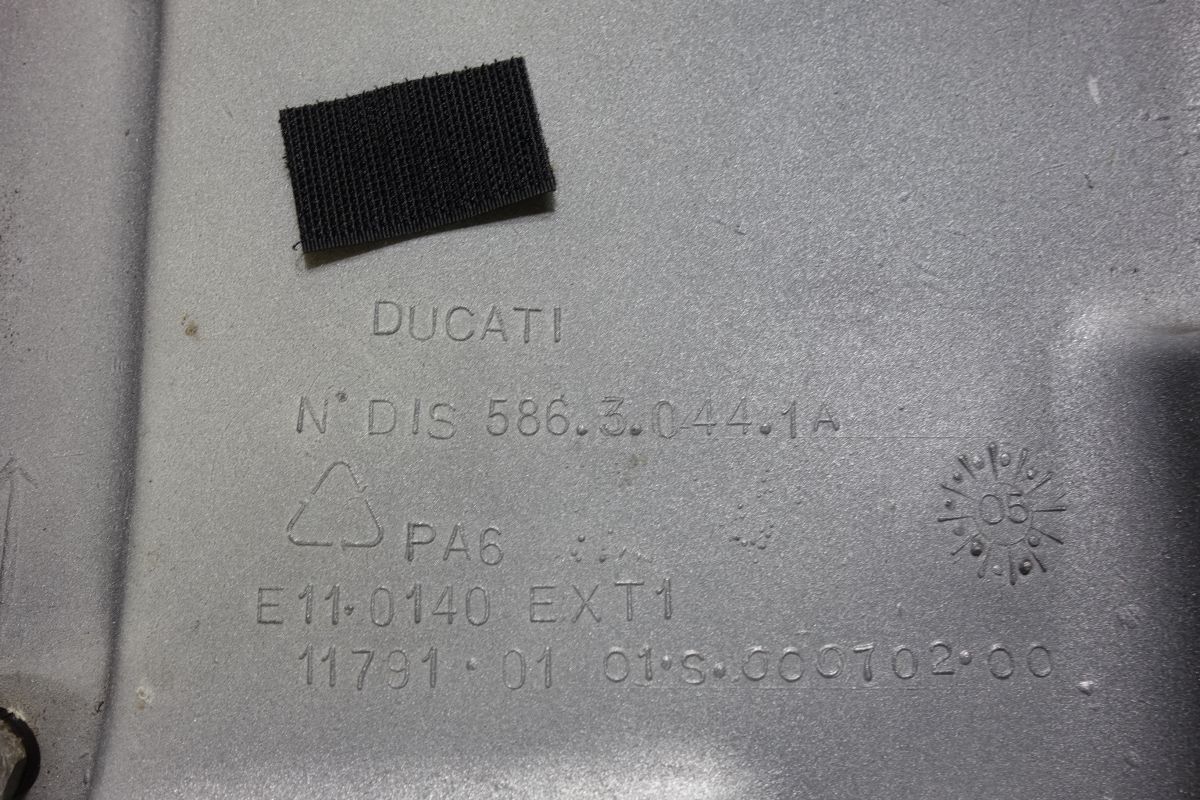 DUCATI
N° DIS 586.3.044.1A
PA6
05
E11·0140 EXT1
11791·01 01·S·000702·00